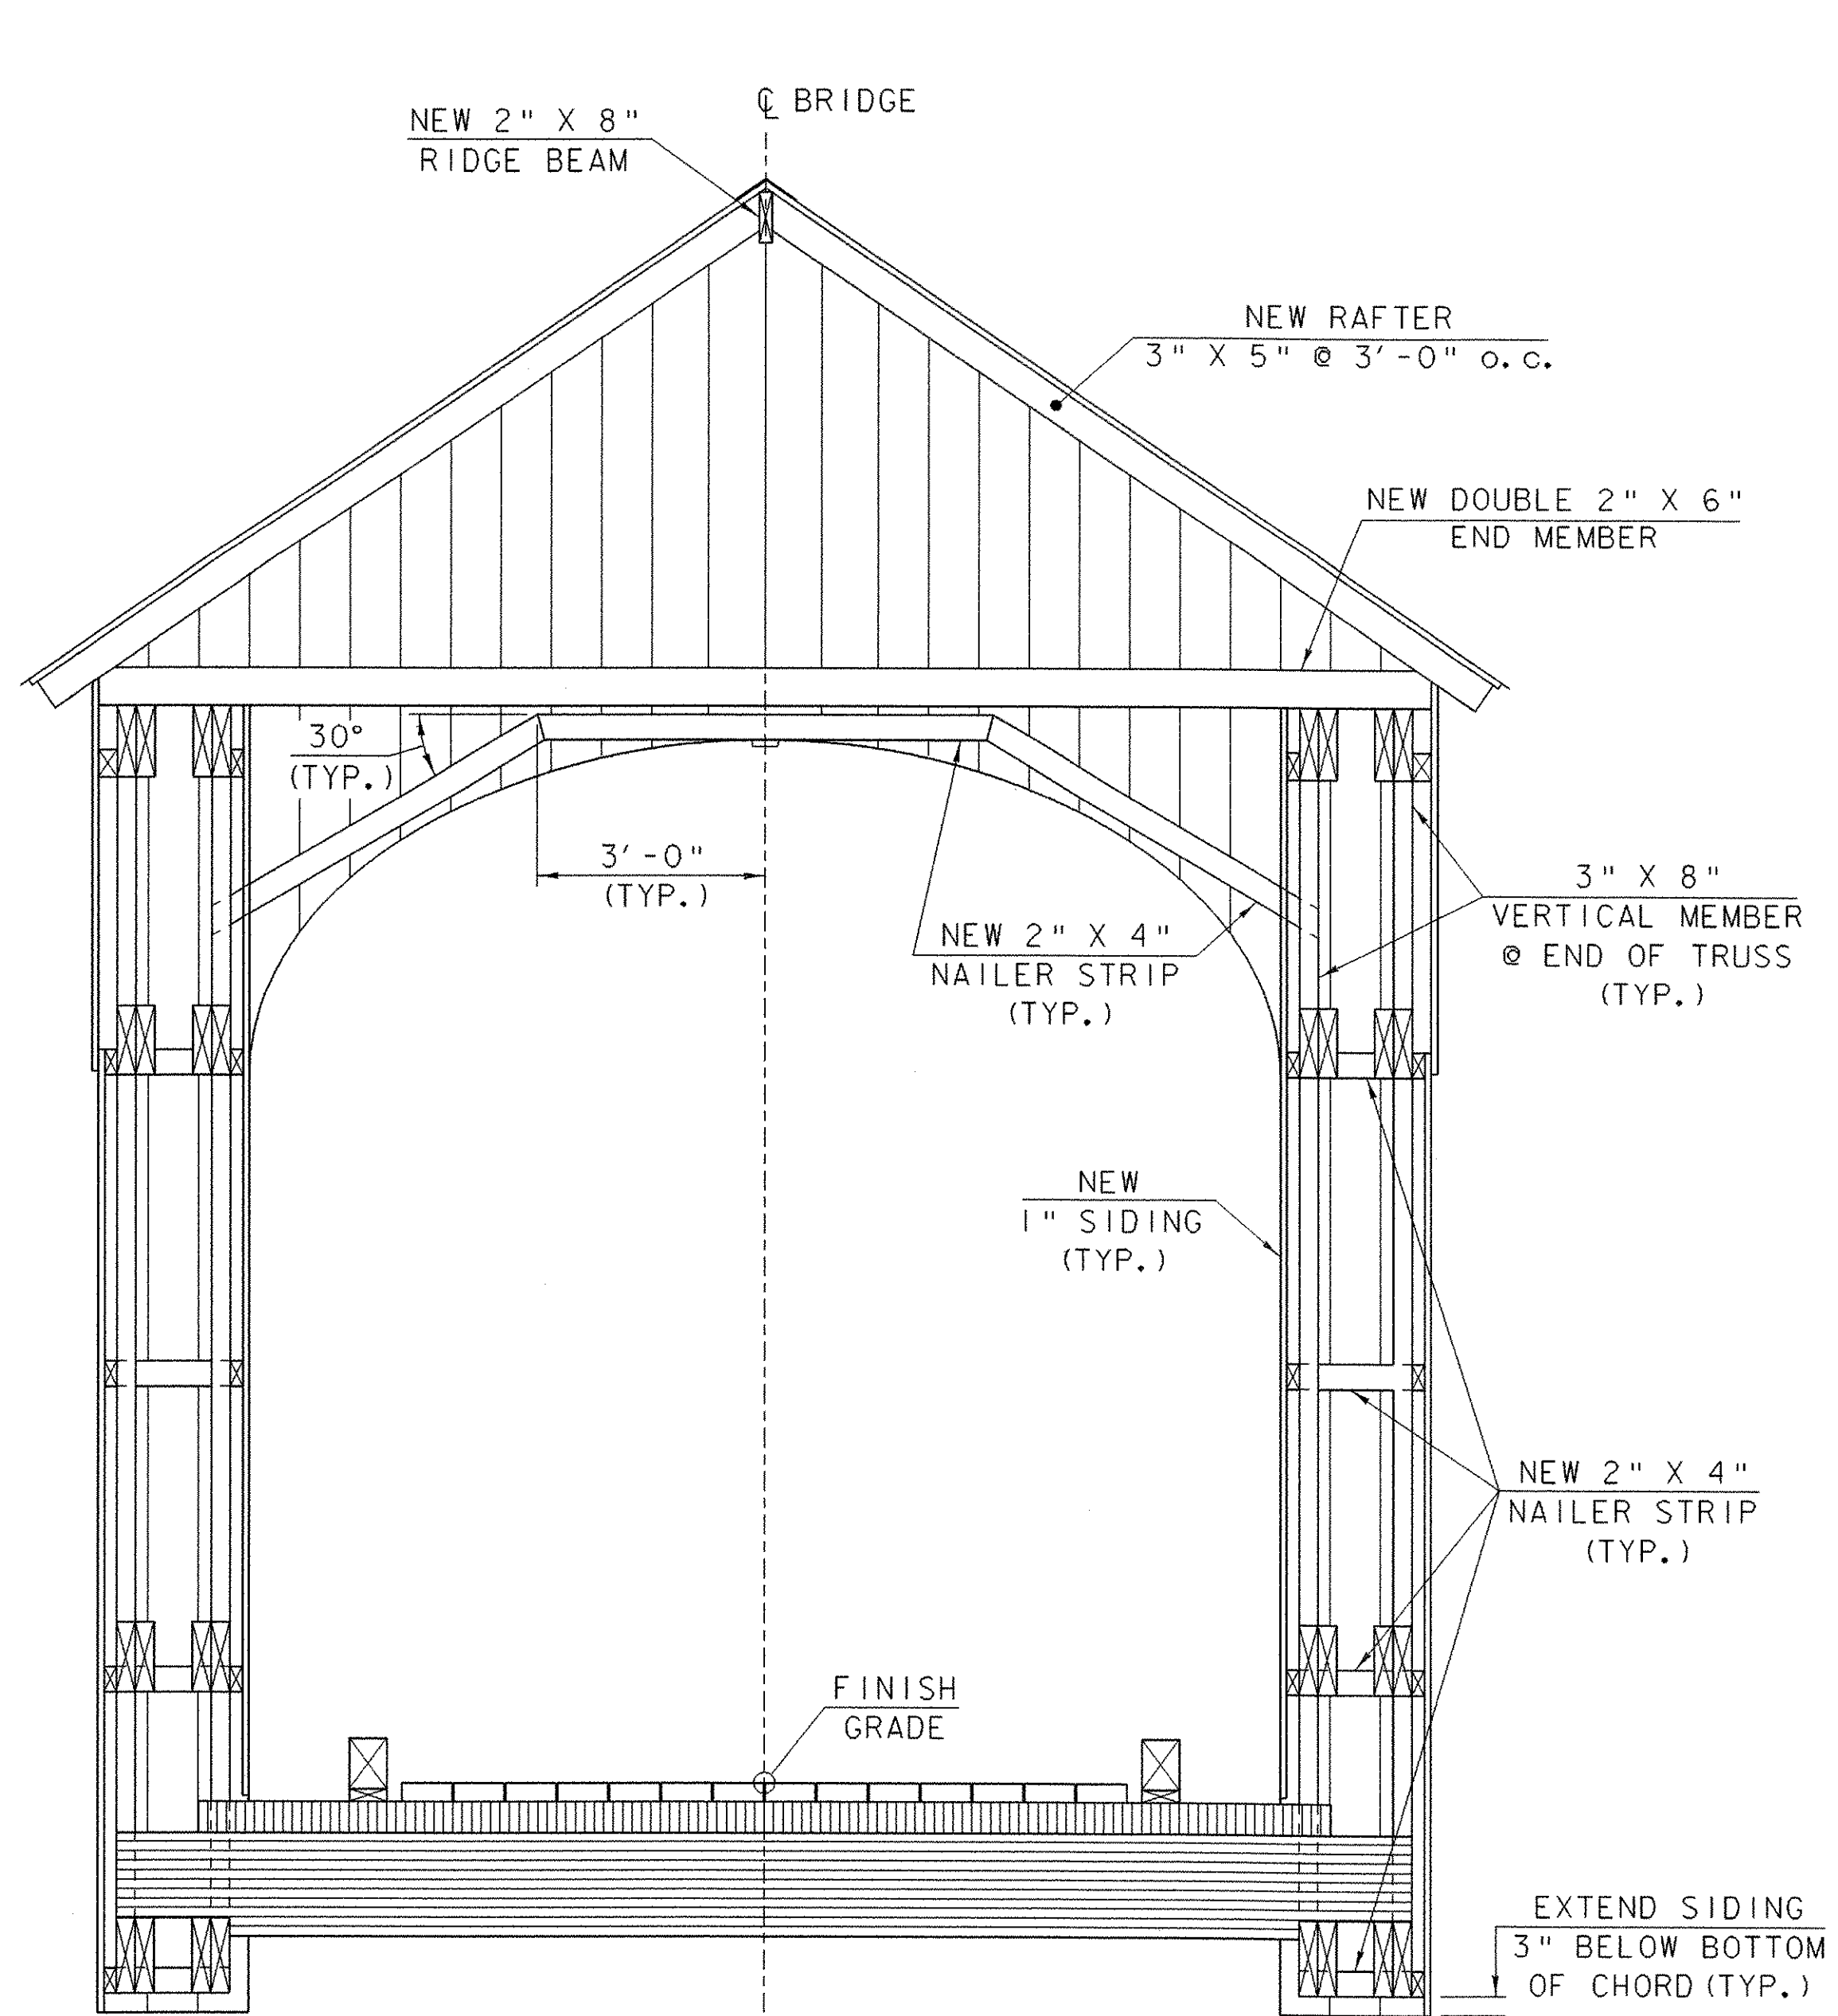 ℄ BRIDGE
NEW 2" X 8"
RIDGE BEAM
NEW RAFTER
3" X 5" @ 3'-0" o.c.
NEW DOUBLE 2" X 6"
END MEMBER
30°
(TYP.)
3'-0"
(TYP.)
NEW 2" X 4"
NAILER STRIP
(TYP.)
3" X 8"
VERTICAL MEMBER
@ END OF TRUSS
(TYP.)
NEW
1" SIDING
(TYP.)
NEW 2" X 4"
NAILER STRIP
(TYP.)
FINISH
GRADE
EXTEND SIDING
3" BELOW BOTTOM
OF CHORD (TYP.)